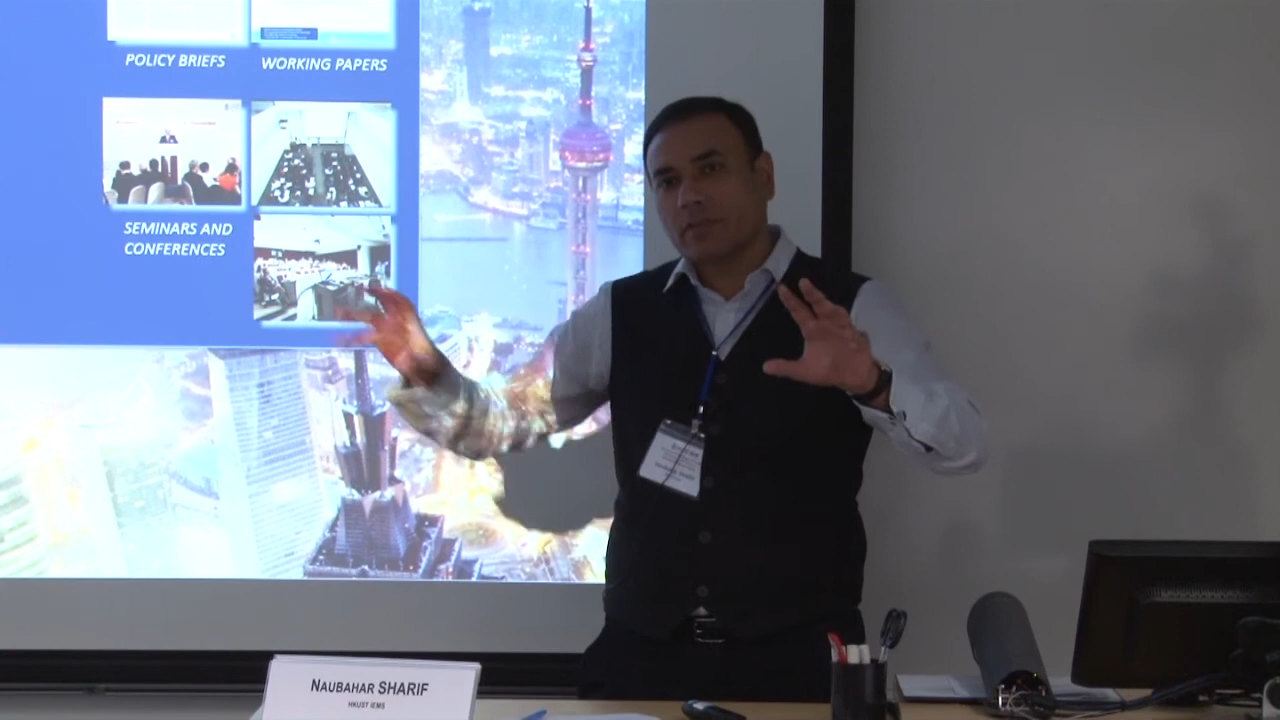 POLICY BRIEFS
WORKING PAPERS
SEMINARS AND
CONFERENCES
NAUBAHAR SHARIF
HKUST IEMS